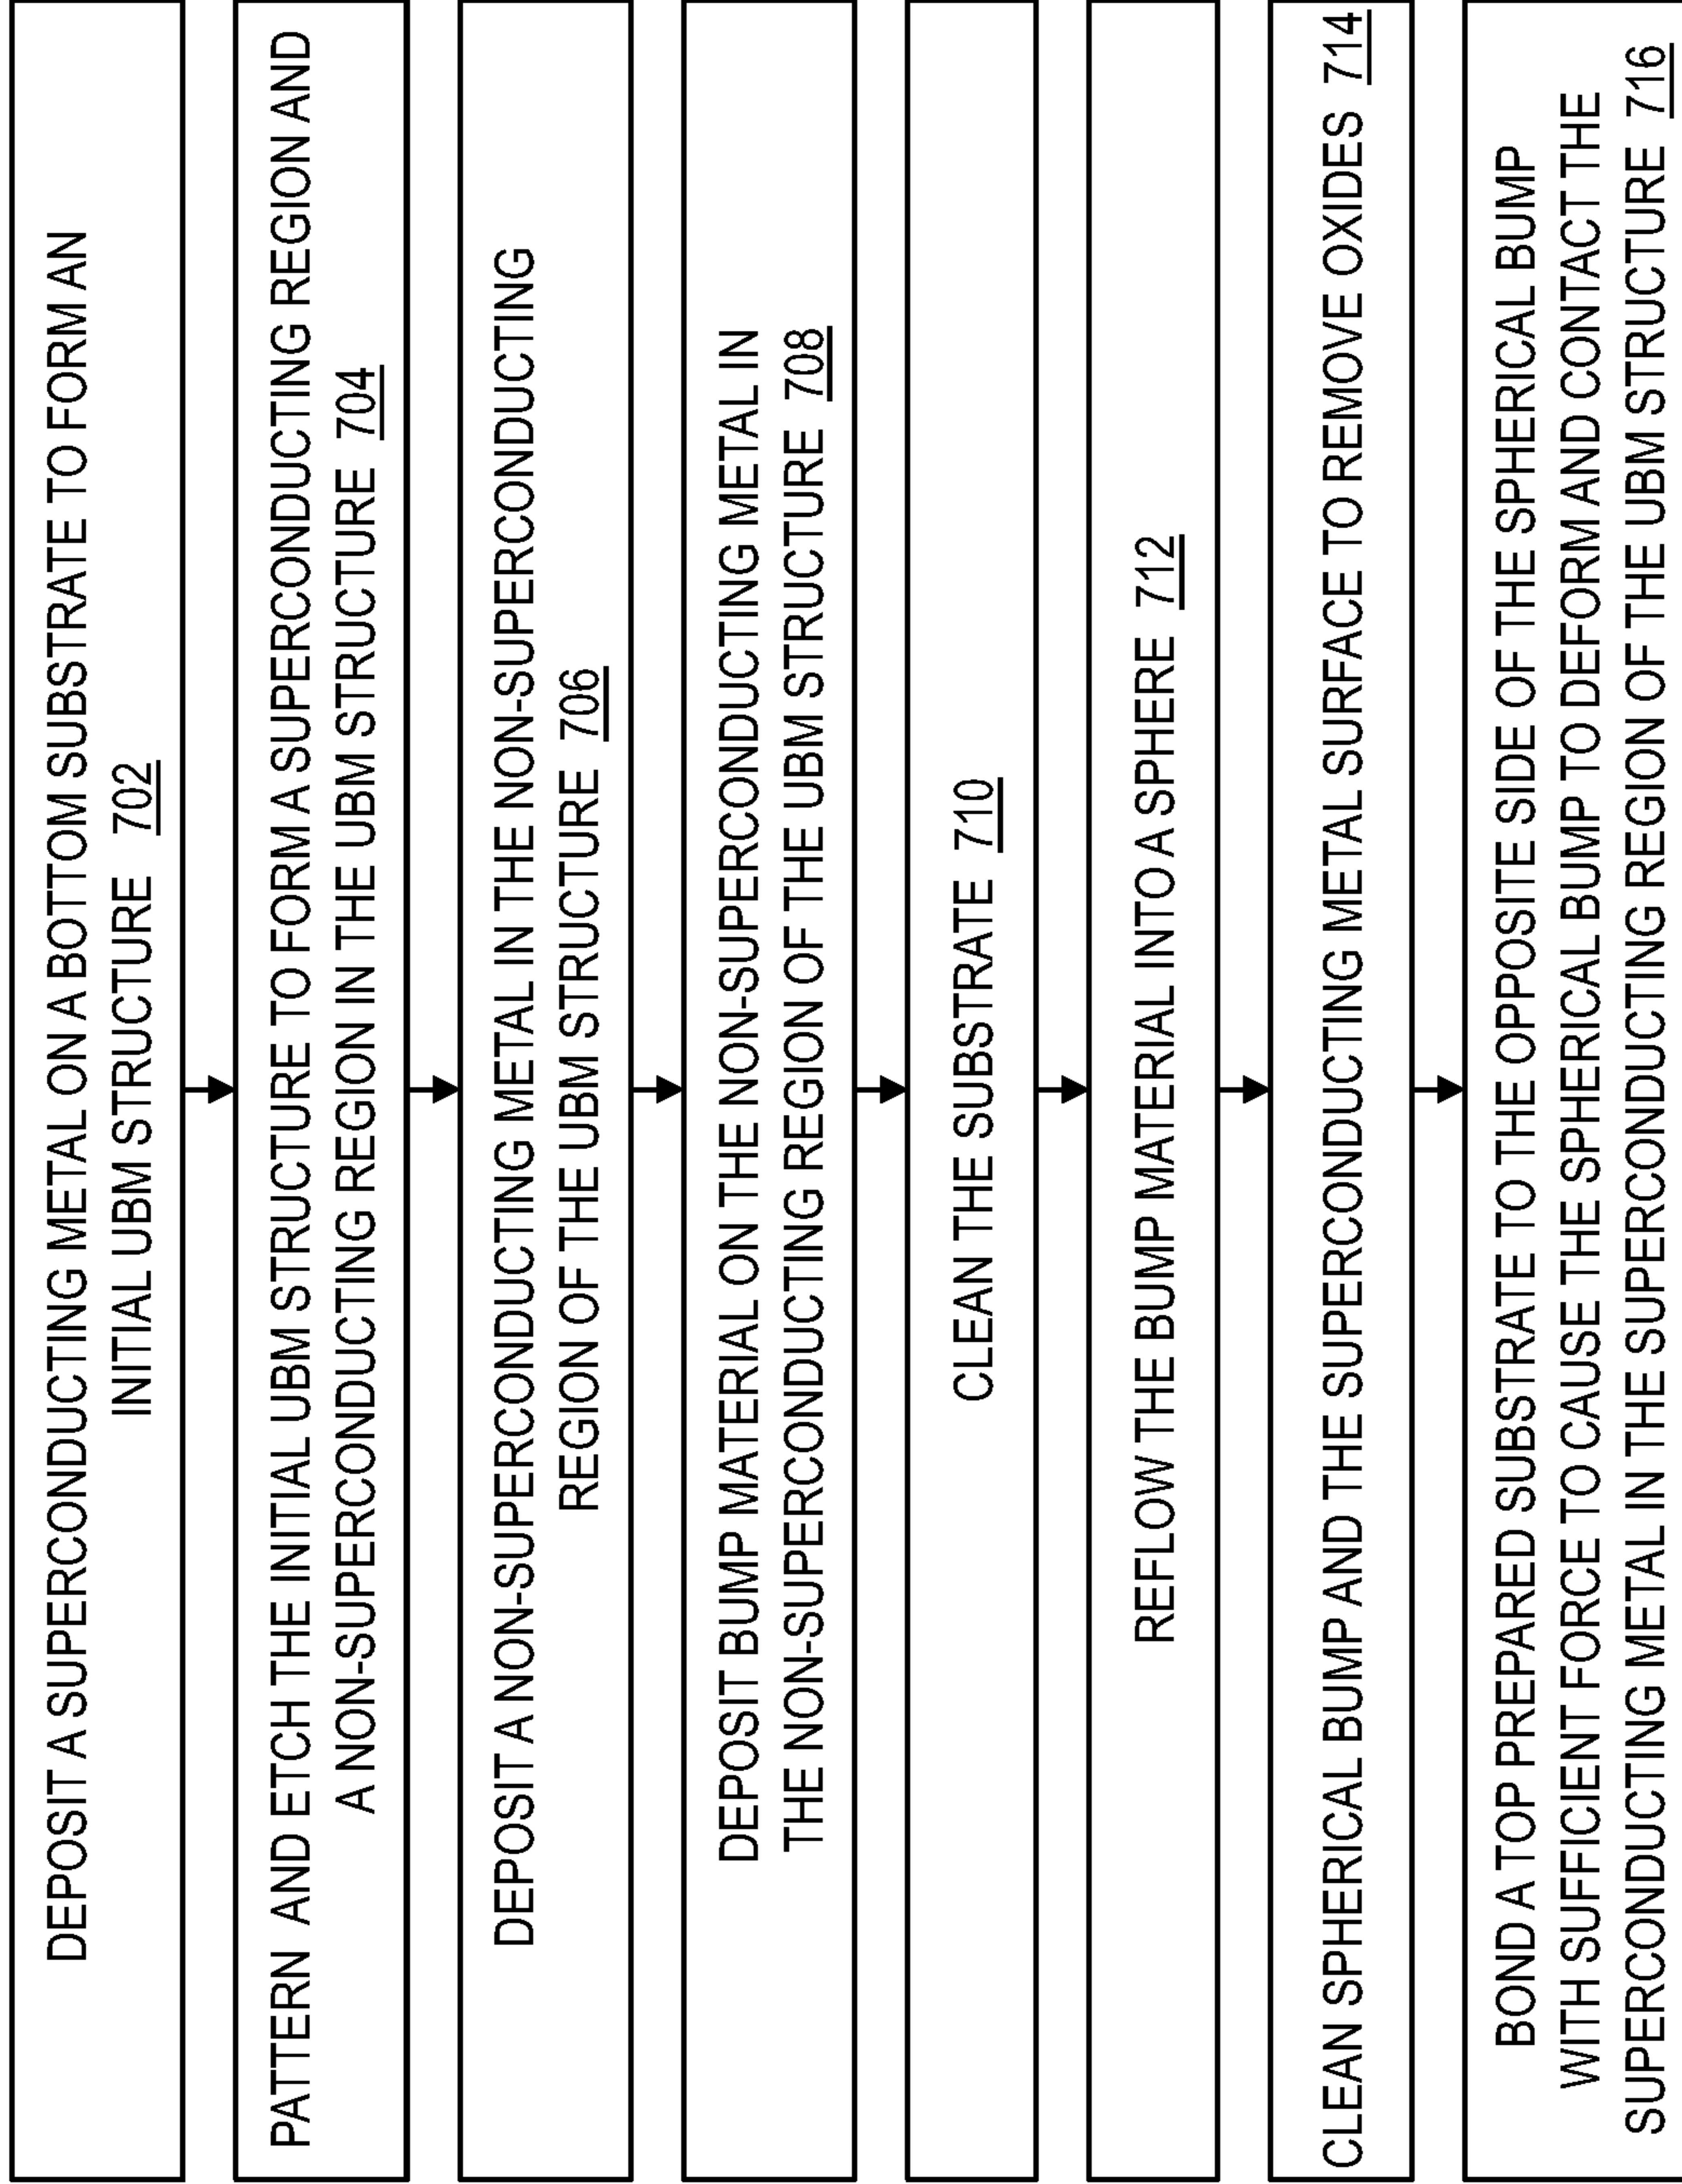 DEPOSIT A SUPERCONDUCTING METAL ON A BOTTOM SUBSTRATE TO FORM AN
INITIAL UBM STRUCTURE 702
PATTERN AND ETCH THE INITIAL UBM STRUCTURE TO FORM A SUPERCONDUCTING REGION AND
A NON-SUPERCONDUCTING REGION IN THE UBM STRUCTURE 704
DEPOSIT A NON-SUPERCONDUCTING METAL IN THE NON-SUPERCONDUCTING
REGION OF THE UBM STRUCTURE 706
DEPOSIT BUMP MATERIAL ON THE NON-SUPERCONDUCTING METAL IN
THE NON-SUPERCONDUCTING REGION OF THE UBM STRUCTURE 708
CLEAN THE SUBSTRATE 710
REFLOW THE BUMP MATERIAL INTO A SPHERE 712
CLEAN SPHERICAL BUMP AND THE SUPERCONDUCTING METAL SURFACE TO REMOVE OXIDES 714
BOND A TOP PREPARED SUBSTRATE TO THE OPPOSITE SIDE OF THE SPHERICAL BUMP
WITH SUFFICIENT FORCE TO CAUSE THE SPHERICAL BUMP TO DEFORM AND CONTACT THE
SUPERCONDUCTING METAL IN THE SUPERCONDUCTING REGION OF THE UBM STRUCTURE 716